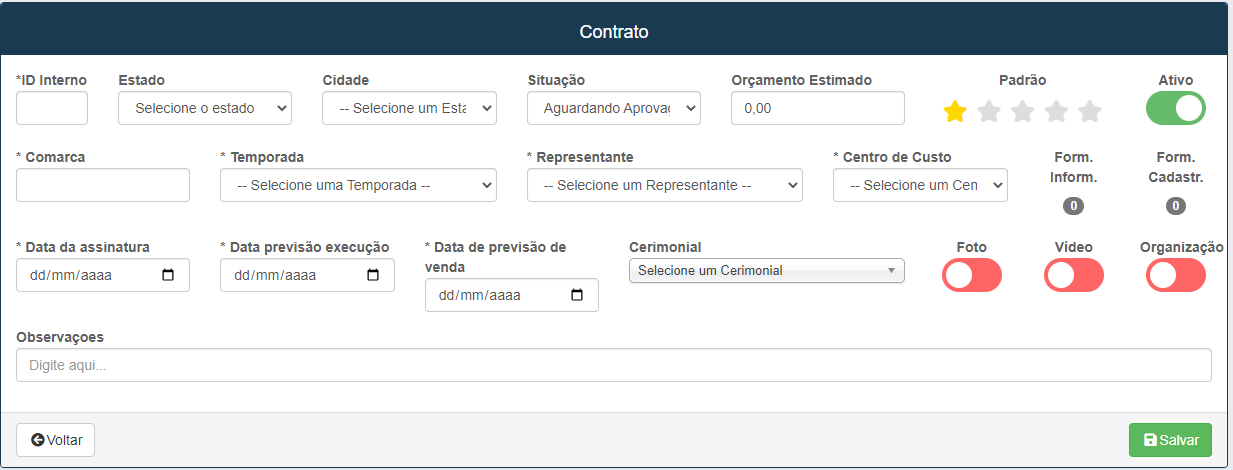 Contrato
*ID Interno Estado Cidade Situação Orçamento Estimado Padrão Ativo
Selecione o estado -- Selecione um Esta Aguardando Aprovac 0,00
* Comarca * Temporada * Representante * Centro de Custo Form. Inform. Form. Cadastr.
-- Selecione uma Temporada -- -- Selecione um Representante -- -- Selecione um Cen 0 0
* Data da assinatura * Data previsão execução * Data de previsão de venda Cerimonial Foto Vídeo Organização
dd/mm/aaaa dd/mm/aaaa dd/mm/aaaa Selecione um Cerimonial
Observaçoes
Digite aqui...
Voltar Salvar